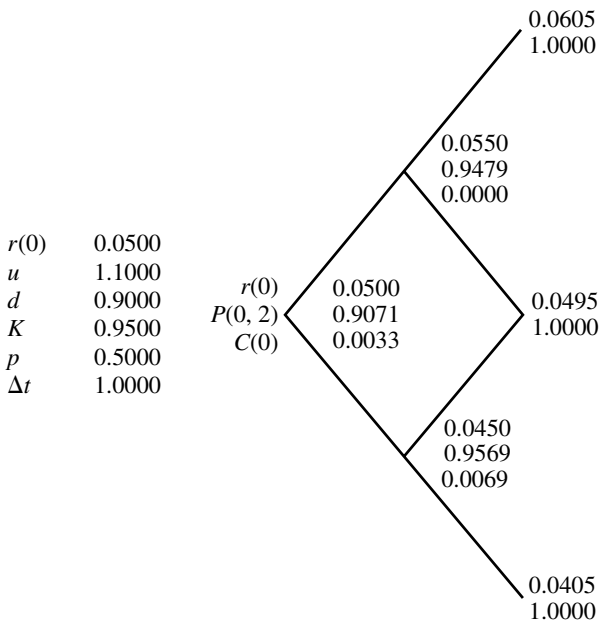 0.0605
1.0000
0.0550
0.9479
0.0000
r(0) 0.0500
u 1.1000
d 0.9000
K 0.9500
p 0.5000
Δt 1.0000
r(0) 0.0500
P(0, 2) 0.9071
C(0) 0.0033
0.0495
1.0000
0.0450
0.9569
0.0069
0.0405
1.0000